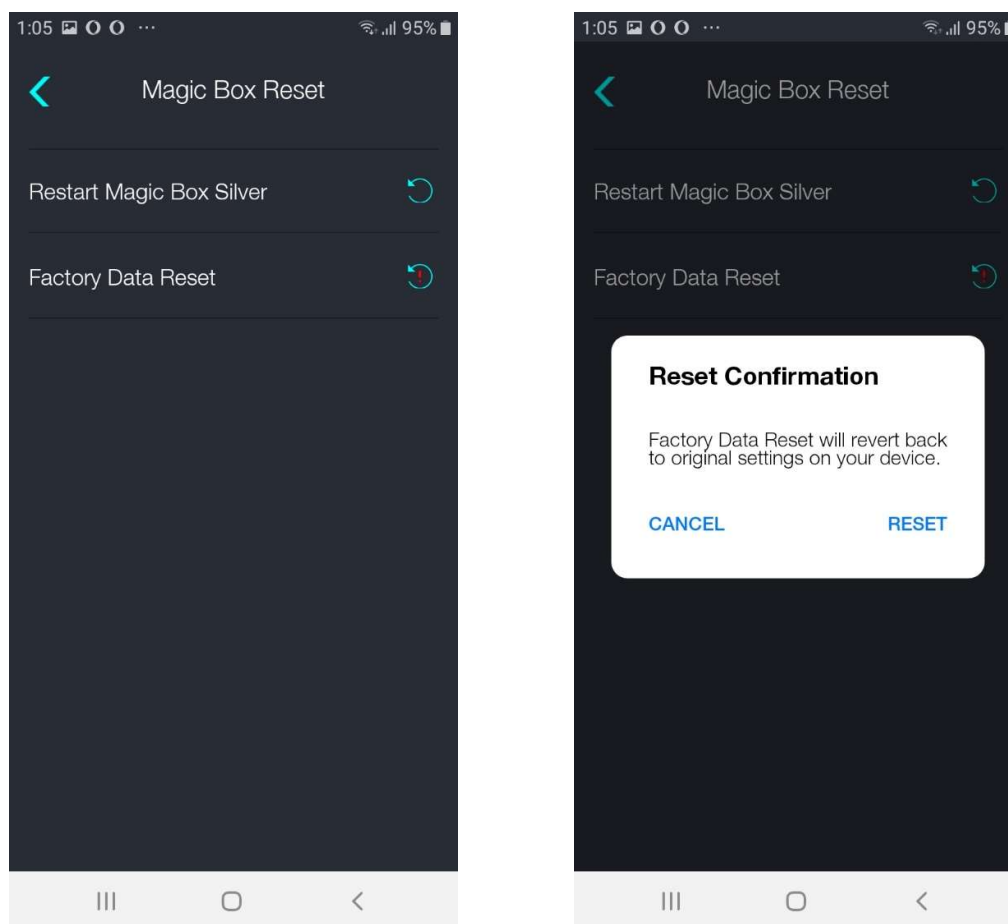 1:05 95%
Magic Box Reset
Restart Magic Box Silver
Factory Data Reset
1:05 95%
Magic Box Reset
Restart Magic Box Silver
Factory Data Reset
Reset Confirmation
Factory Data Reset will revert back
to original settings on your device.
CANCEL RESET